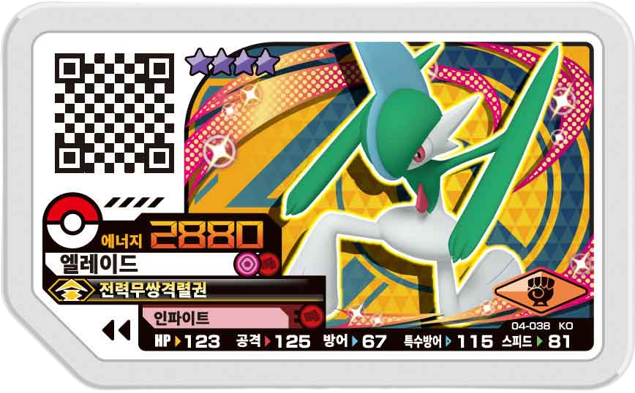 에너지 2880
엘레이드
전력무쌍격렬권
인파이트
04-038 KO
HP 123 공격 125 방어 67 특수방어 115 스피드 81